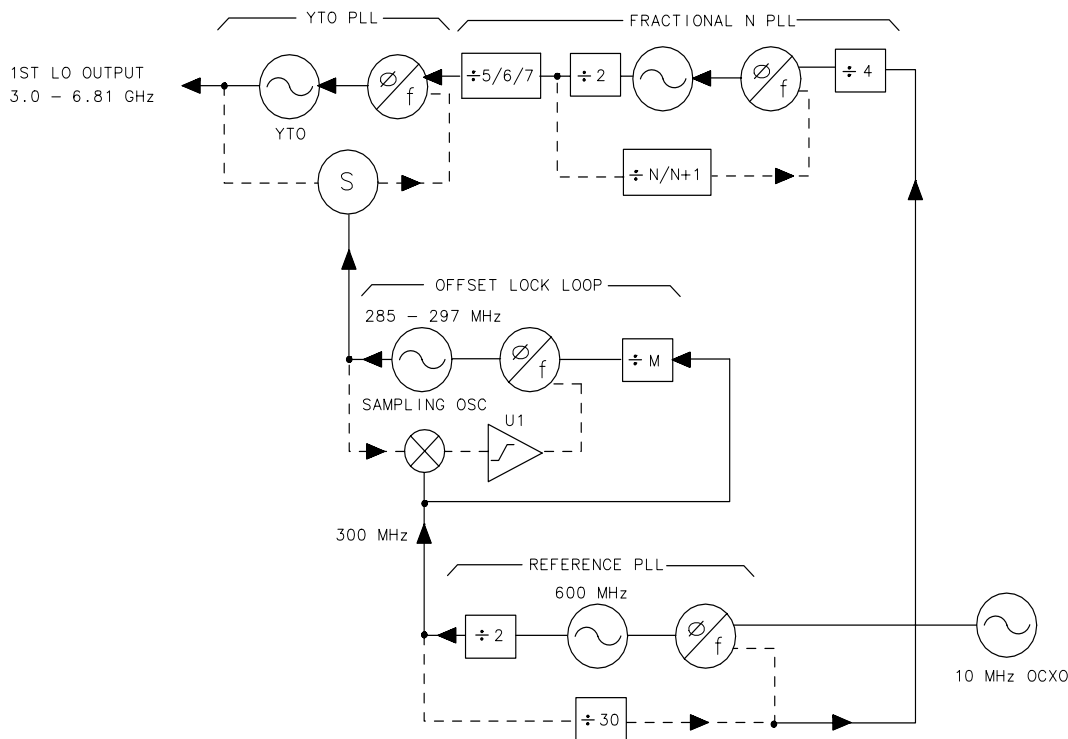 YTO PLL
FRACTIONAL N PLL
1ST LO OUTPUT
3.0 – 6.81 GHz
Ø
f
÷5/6/7
÷ 2
Ø
f
÷ 4
YTO
S
÷ N/N+1
OFFSET LOCK LOOP
285 – 297 MHz
Ø
f
÷ M
SAMPLING OSC
U1
300 MHz
REFERENCE PLL
600 MHz
÷ 2
Ø
f
10 MHz OCXO
÷ 30